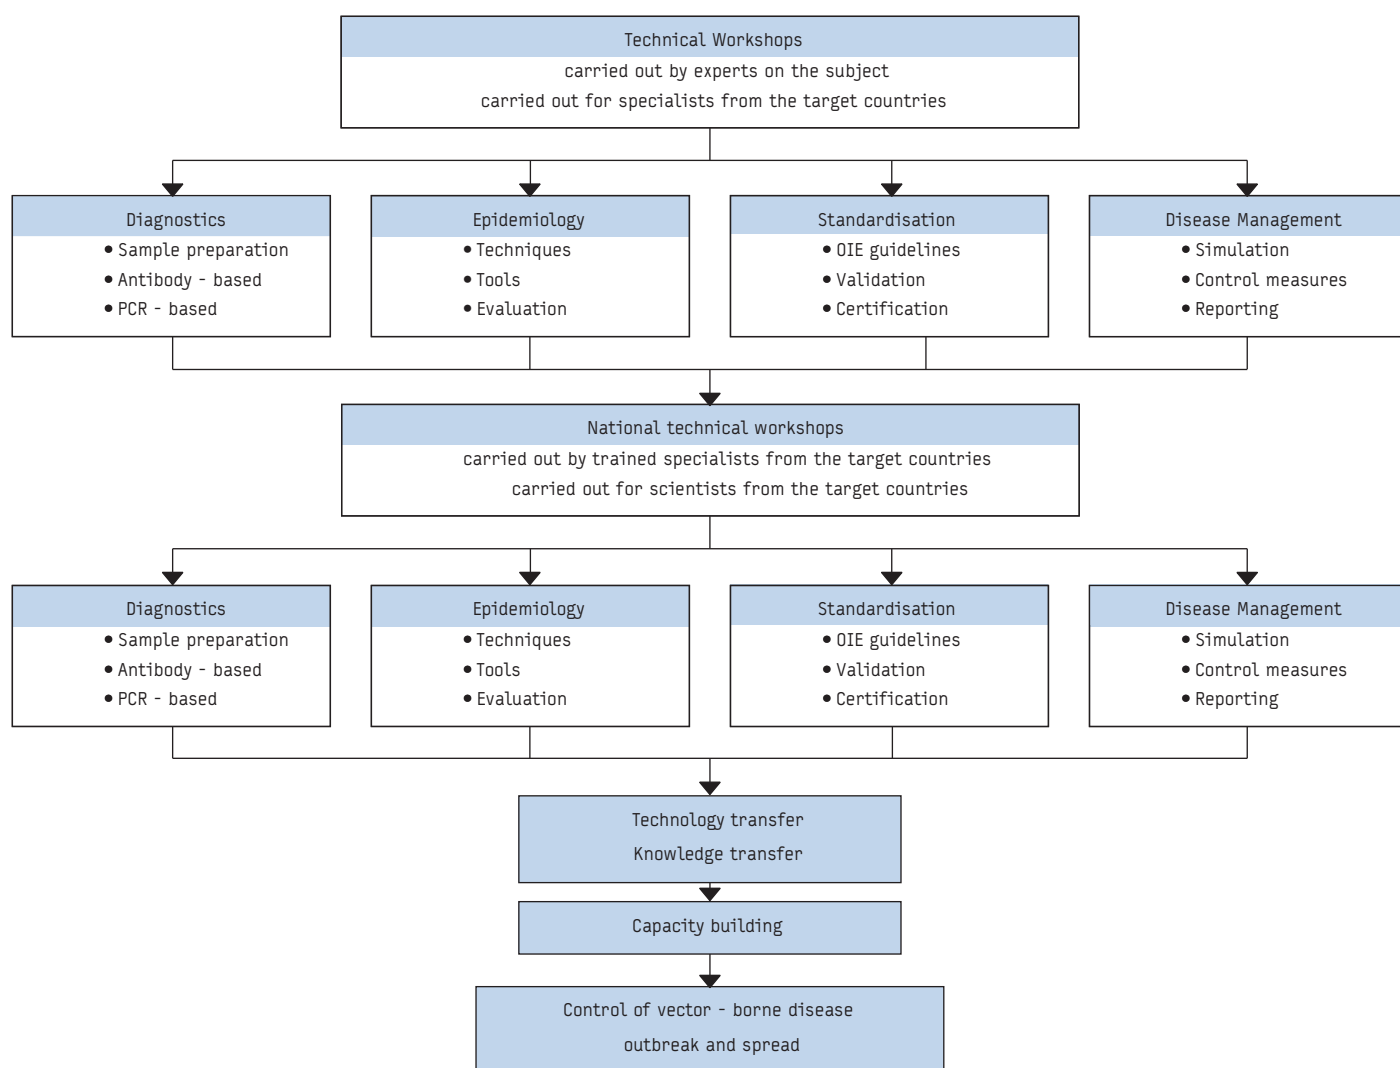 Technical Workshops
carried out by experts on the subject
carried out for specialists from the target countries
Diagnostics
• Sample preparation
• Antibody - based
• PCR - based
Epidemiology
• Techniques
• Tools
• Evaluation
Standardisation
• OIE guidelines
• Validation
• Certification
Disease Management
• Simulation
• Control measures
• Reporting
National technical workshops
carried out by trained specialists from the target countries
carried out for scientists from the target countries
Diagnostics
• Sample preparation
• Antibody - based
• PCR - based
Epidemiology
• Techniques
• Tools
• Evaluation
Standardisation
• OIE guidelines
• Validation
• Certification
Disease Management
• Simulation
• Control measures
• Reporting
Technology transfer
Knowledge transfer
Capacity building
Control of vector - borne disease
outbreak and spread